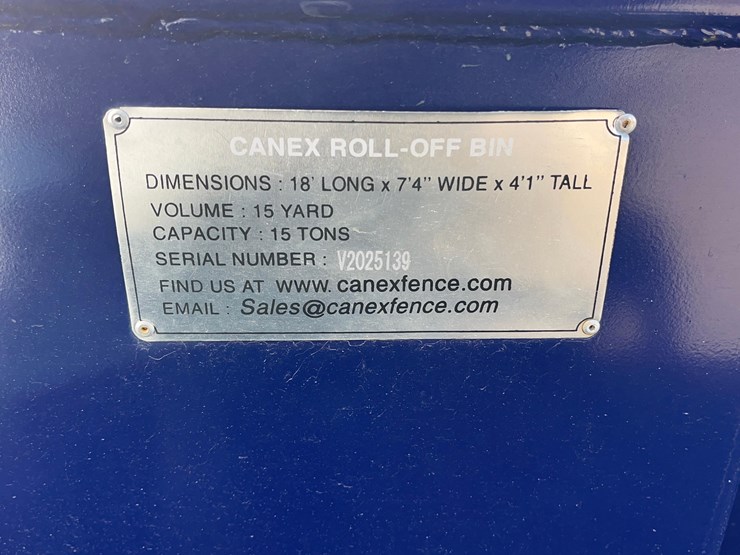 CANEX ROLL-OFF BIN
DIMENSIONS : 18' LONG x 7'4" WIDE x 4'1" TALL
VOLUME : 15 YARD
CAPACITY : 15 TONS
SERIAL NUMBER : V2025139
FIND US AT www.canexfence.com
EMAIL : Sales@canexfence.com